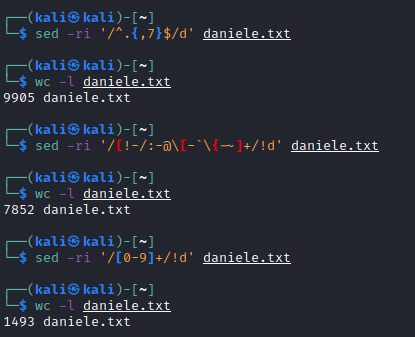 ┌──(kali㉿kali)-[~]
└─$ sed -ri '/^.{,7}$/d' daniele.txt
┌──(kali㉿kali)-[~]
└─$ wc -l daniele.txt
9905 daniele.txt
┌──(kali㉿kali)-[~]
└─$ sed -ri '/[!-/:-@\[-`\{-~]+/!d' daniele.txt
┌──(kali㉿kali)-[~]
└─$ wc -l daniele.txt
7852 daniele.txt
┌──(kali㉿kali)-[~]
└─$ sed -ri '/[0-9]+/!d' daniele.txt
┌──(kali㉿kali)-[~]
└─$ wc -l daniele.txt
1493 daniele.txt